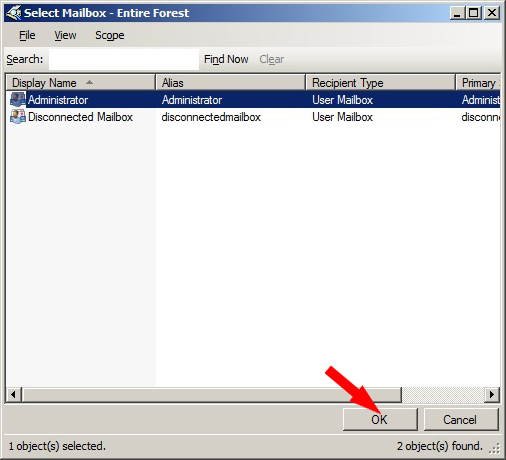 Select Mailbox - Entire Forest
File View Scope
Search: Find Now Clear
Display Name Alias Recipient Type Primary
Administrator Administrator User Mailbox Administ
Disconnected Mailbox disconnectedmailbox User Mailbox disconne
OK Cancel
1 object(s) selected. 2 object(s) found.